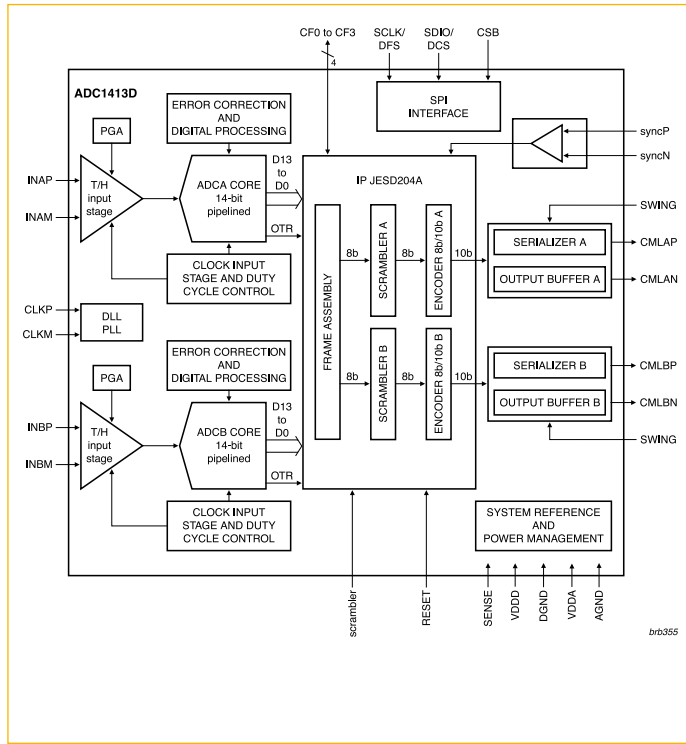 CF0 to CF3
SCLK/
DFS
SDIO/
DCS
CSB
4
ADC1413D
ERROR CORRECTION
AND
DIGITAL PROCESSING
SPI
INTERFACE
PGA
syncP
syncN
INAP
INAM
T/H
input
stage
ADCA CORE
14-bit
pipelined
D13
to
D0
OTR
IP JESD204A
SWING
FRAME ASSEMBLY
8b
SCRAMBLER A
8b
ENCODER 8b/10b A
10b
SERIALIZER A
OUTPUT BUFFER A
CMLAP
CMLAN
CLOCK INPUT
STAGE AND DUTY
CYCLE CONTROL
CLKP
CLKM
DLL
PLL
ERROR CORRECTION
AND
DIGITAL PROCESSING
PGA
INBP
INBM
T/H
input
stage
ADCB CORE
14-bit
pipelined
D13
to
D0
OTR
8b
SCRAMBLER B
8b
ENCODER 8b/10b B
10b
SERIALIZER B
OUTPUT BUFFER B
CMLBP
CMLBN
SWING
CLOCK INPUT
STAGE AND DUTY
CYCLE CONTROL
SYSTEM REFERENCE
AND
POWER MANAGEMENT
scrambler
RESET
SENSE
VDDD
DGND
VDDA
AGND
brb355